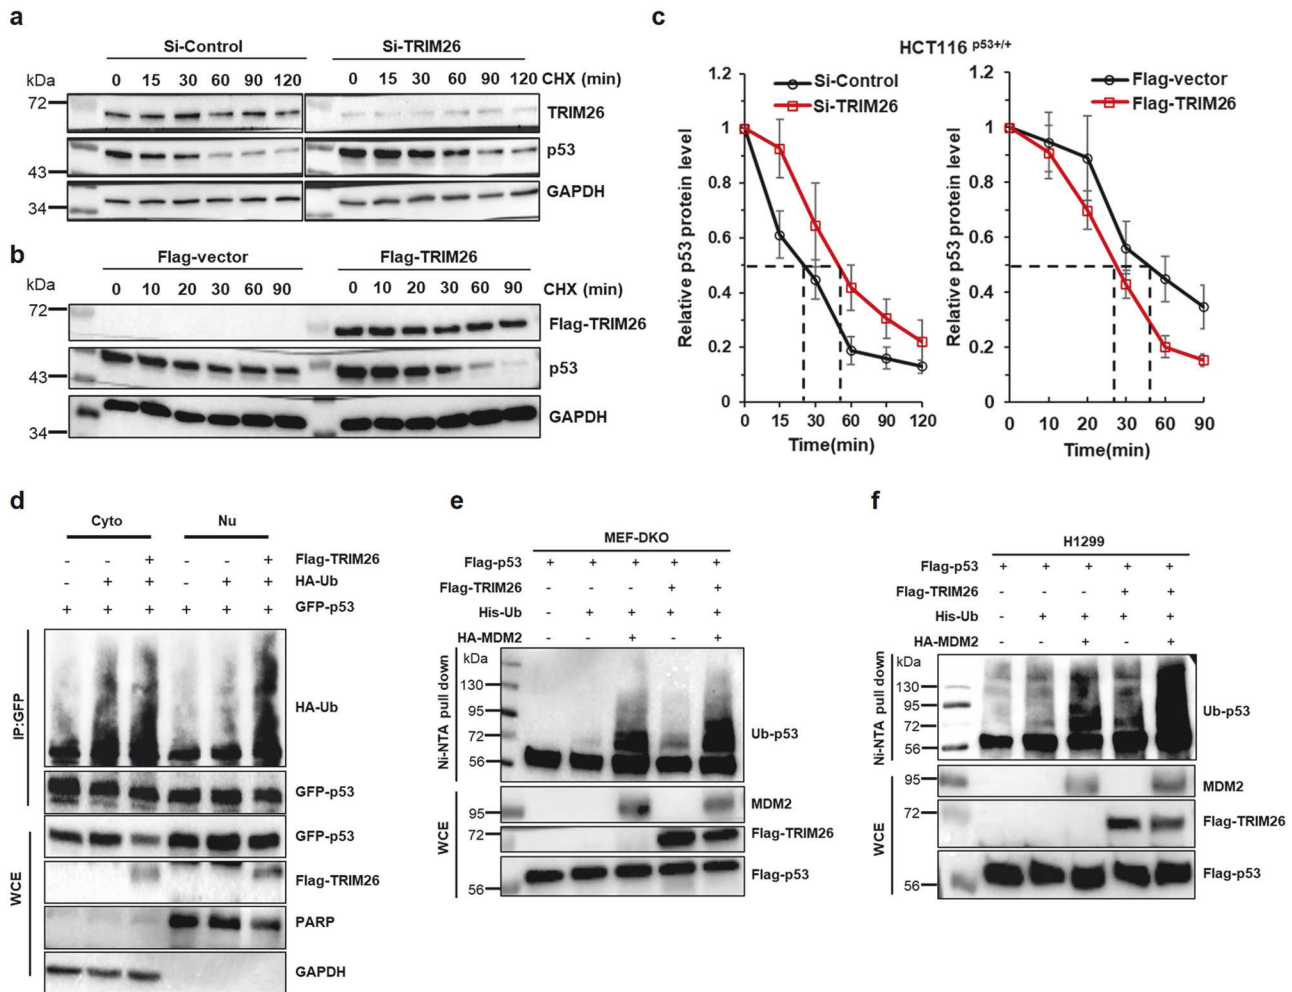 a
Si-Control Si-TRIM26
kDa 0 15 30 60 90 120 0 15 30 60 90 120 CHX (min)
72 TRIM26
p53
43
GAPDH
34
b
Flag-vector Flag-TRIM26
kDa 0 10 20 30 60 90 0 10 20 30 60 90 CHX (min)
72
Flag-TRIM26
p53
43
GAPDH
34
c
HCT116 p53+/+
Si-Control
Si-TRIM26
Relative p53 protein level
1.2
1
0.8
0.6
0.4
0.2
0
0 15 30 60 90 120
Time(min)
Flag-vector
Flag-TRIM26
Relative p53 protein level
1.2
1
0.8
0.6
0.4
0.2
0
0 10 20 30 60 90
Time(min)
d
Cyto Nu
- - + - - + Flag-TRIM26
- + + - + + HA-Ub
+ + + + + + GFP-p53
IP:GFP
HA-Ub
GFP-p53
WCE
GFP-p53
Flag-TRIM26
PARP
GAPDH
e
MEF-DKO
Flag-p53 + + + + +
Flag-TRIM26 - - - + +
His-Ub - + + + +
HA-MDM2 - - + - +
Ni-NTA pull down
kDa
130
95
72
56
Ub-p53
WCE
95
MDM2
72
Flag-TRIM26
Flag-p53
56
f
H1299
Flag-p53 + + + + +
Flag-TRIM26 - - - + +
His-Ub - + + + +
HA-MDM2 - - + - +
Ni-NTA pull down
kDa
130
95
72
56
Ub-p53
WCE
95
MDM2
72
Flag-TRIM26
Flag-p53
56